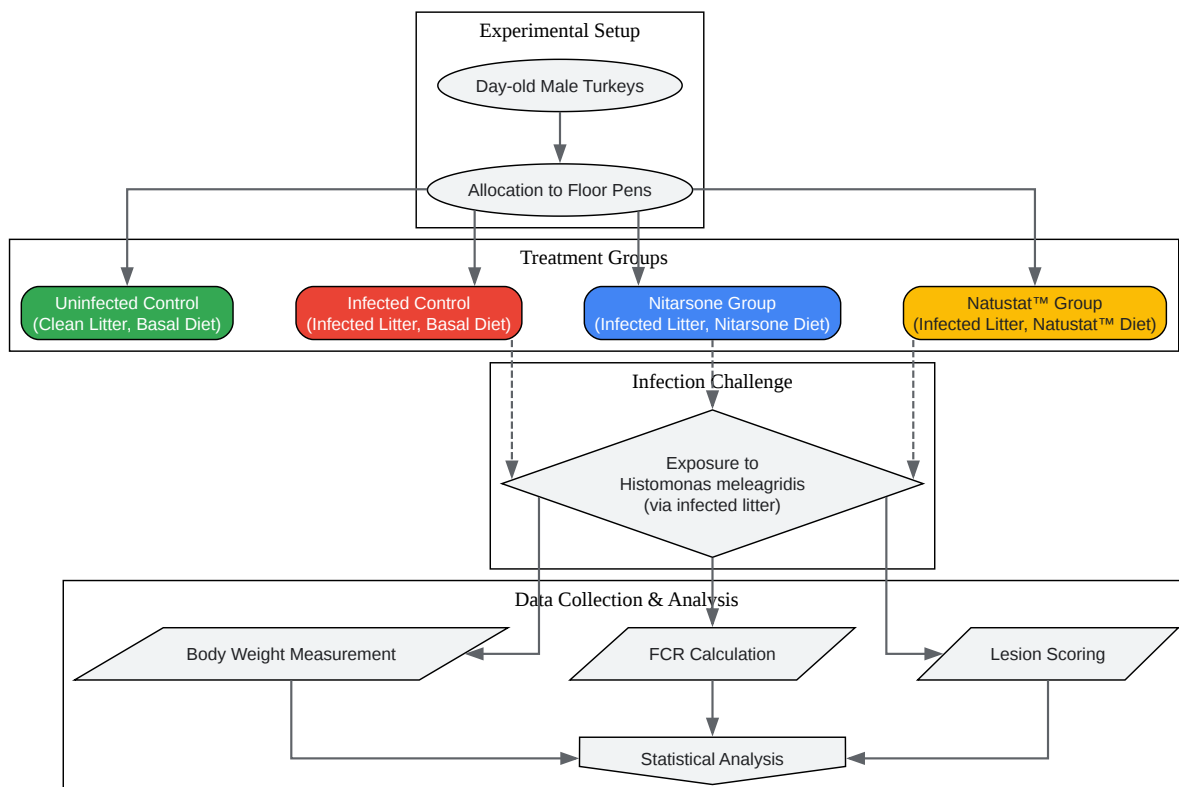 Experimental Setup
Day-old Male Turkeys
Allocation to Floor Pens
Treatment Groups
Uninfected Control
(Clean Litter, Basal Diet)
Infected Control
(Infected Litter, Basal Diet)
Nitarsone Group
(Infected Litter, Nitarsone Diet)
Natustat™ Group
(Infected Litter, Natustat™ Diet)
Infection Challenge
Exposure to
Histomonas meleagridis
(via infected litter)
Data Collection & Analysis
Body Weight Measurement
FCR Calculation
Lesion Scoring
Statistical Analysis